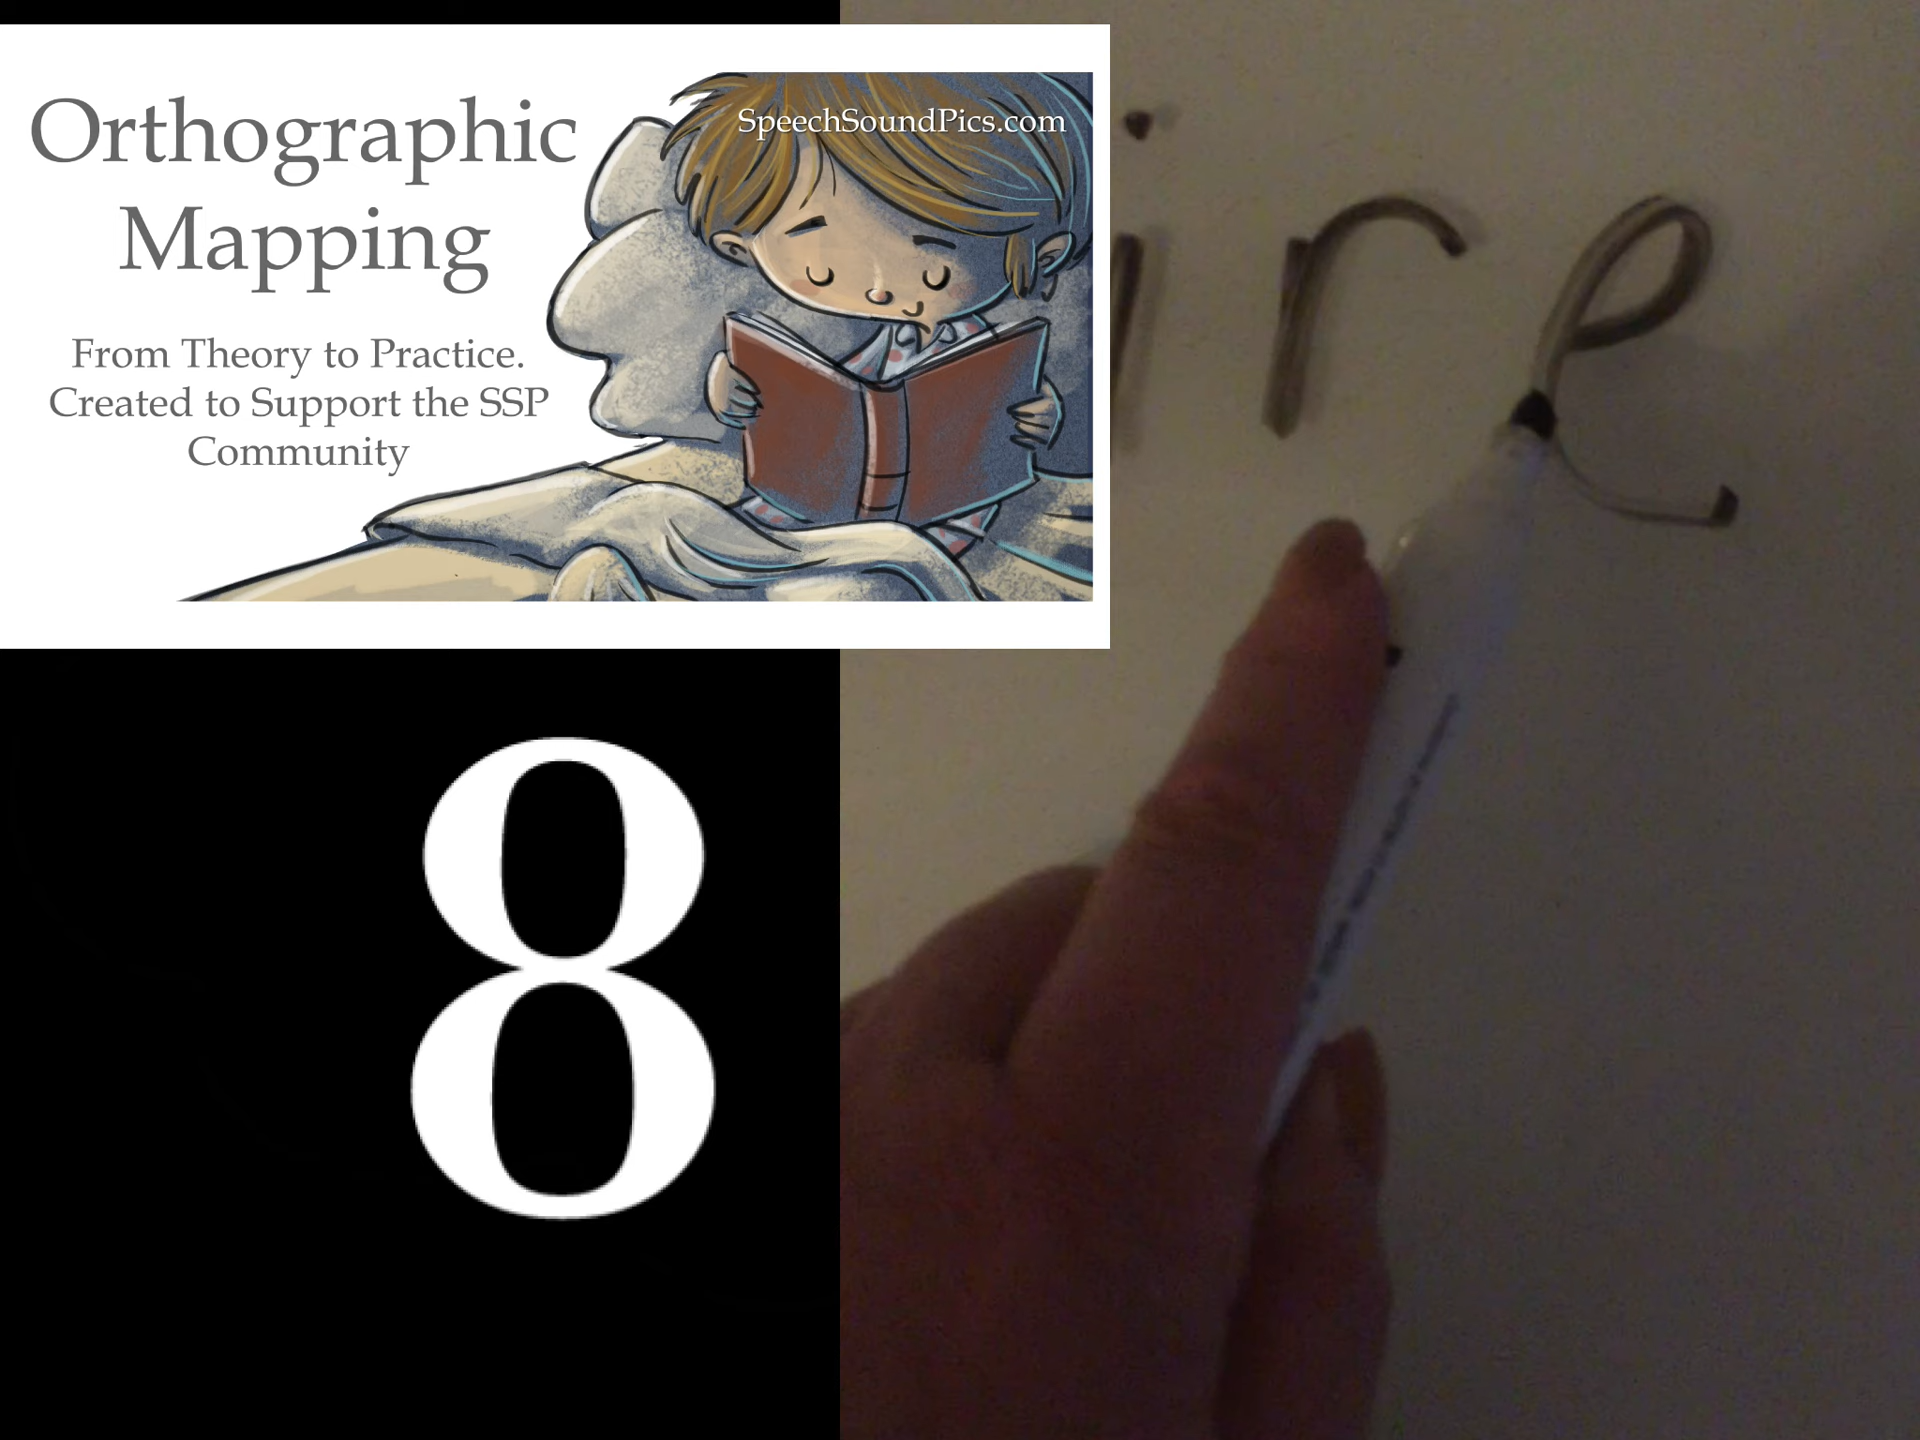 Orthographic
Mapping
SpeechSoundPics.com
From Theory to Practice.
Created to Support the SSP
Community
ire
8